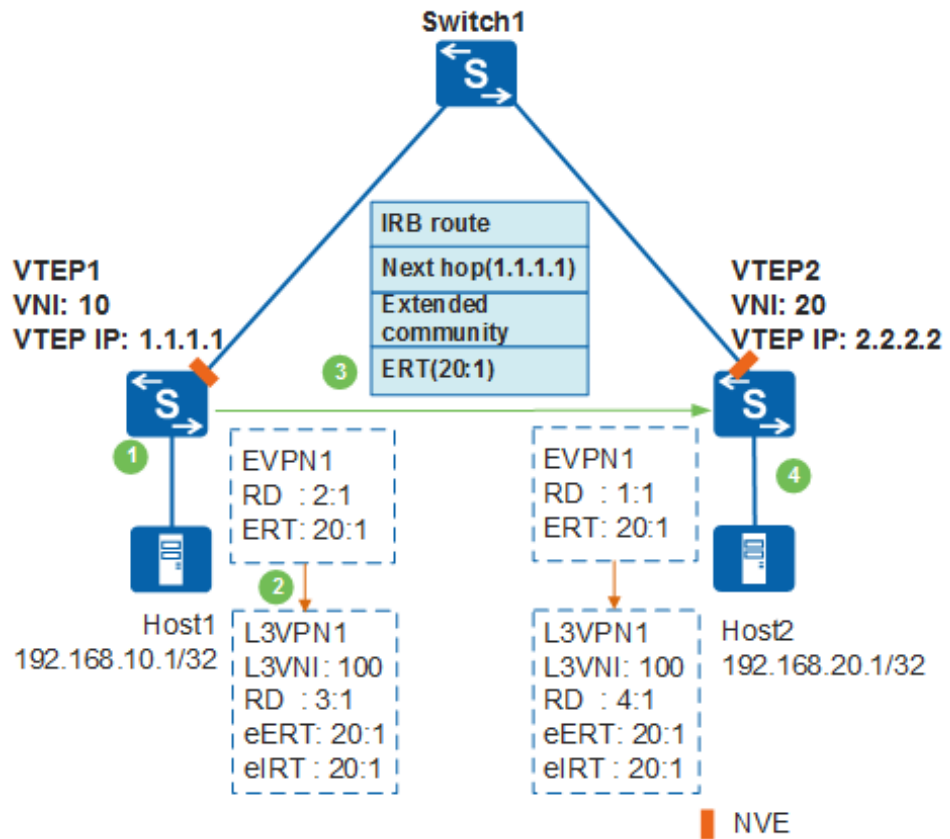 Switch1
S
IRB route
Next hop(1.1.1.1)
Extended
community
ERT(20:1)
VTEP1
VNI: 10
VTEP IP: 1.1.1.1
VTEP2
VNI: 20
VTEP IP: 2.2.2.2
3
S
S
1
EVPN1
RD : 2:1
ERT: 20:1
EVPN1
RD : 1:1
ERT: 20:1
4
2
Host1
192.168.10.1/32
L3VPN1
L3VNI: 100
RD : 3:1
eERT: 20:1
eIRT : 20:1
L3VPN1
L3VNI: 100
RD : 4:1
eERT: 20:1
eIRT : 20:1
Host2
192.168.20.1/32
NVE